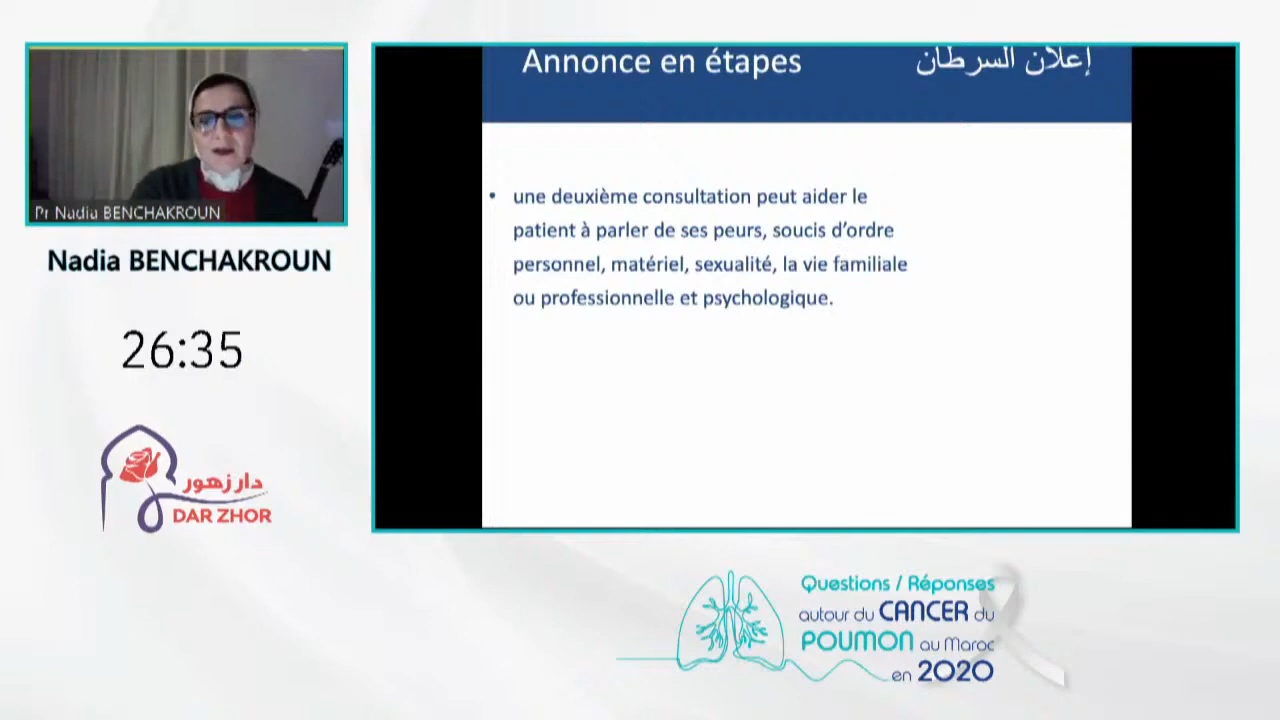 Pr Nadia BENCHAKROUN
Nadia BENCHAKROUN
26:35
دار زهور
DAR ZHOR
Annonce en étapes
إعلان السرطان
• une deuxième consultation peut aider le
patient à parler de ses peurs, soucis d’ordre
personnel, matériel, sexualité, la vie familiale
ou professionnelle et psychologique.
Questions / Réponses
autour du CANCER du
POUMON au Maroc
en 2020